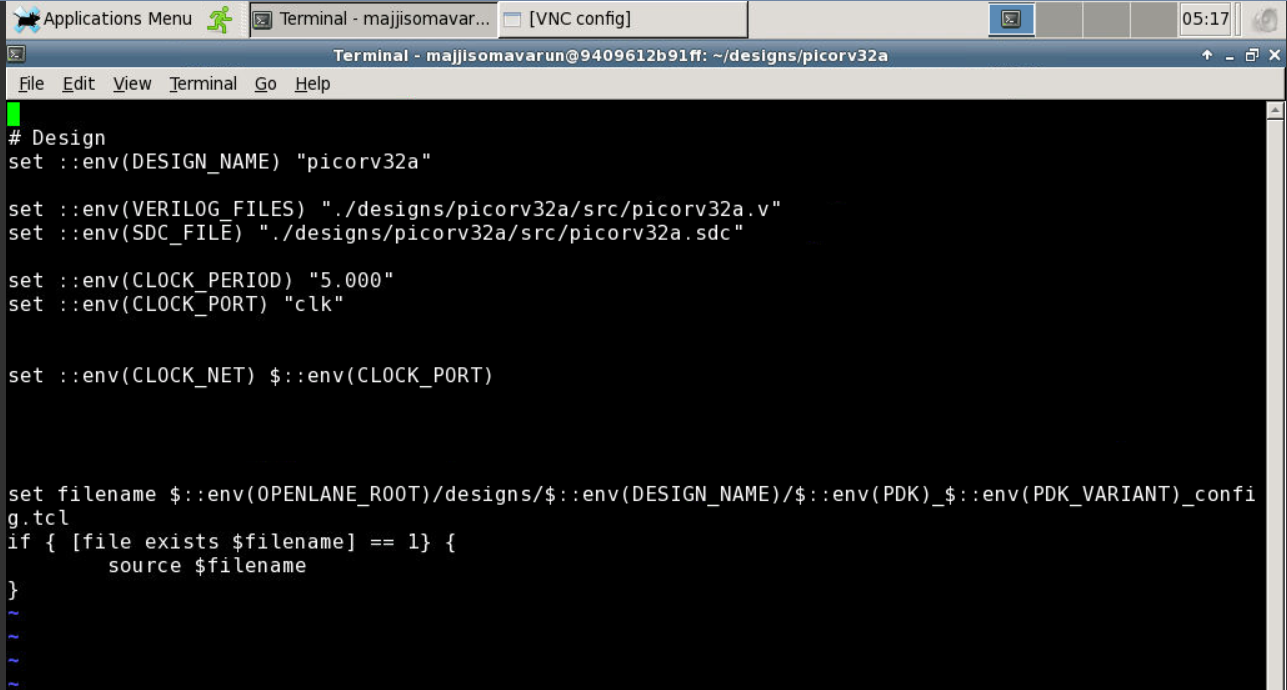 Applications Menu
Terminal - majjisomavar...
[VNC config]
05:17
Terminal - majjisomavarun@9409612b91ff: ~/designs/picorv32a
File Edit View Terminal Go Help
# Design
set ::env(DESIGN_NAME) "picorv32a"
set ::env(VERILOG_FILES) "./designs/picorv32a/src/picorv32a.v"
set ::env(SDC_FILE) "./designs/picorv32a/src/picorv32a.sdc"
set ::env(CLOCK_PERIOD) "5.000"
set ::env(CLOCK_PORT) "clk"
set ::env(CLOCK_NET) $::env(CLOCK_PORT)
set filename $::env(OPENLANE_ROOT)/designs/$::env(DESIGN_NAME)/$::env(PDK)_$::env(PDK_VARIANT)_confi
g.tcl
if { [file exists $filename] == 1} {
        source $filename
}
~
~
~
~